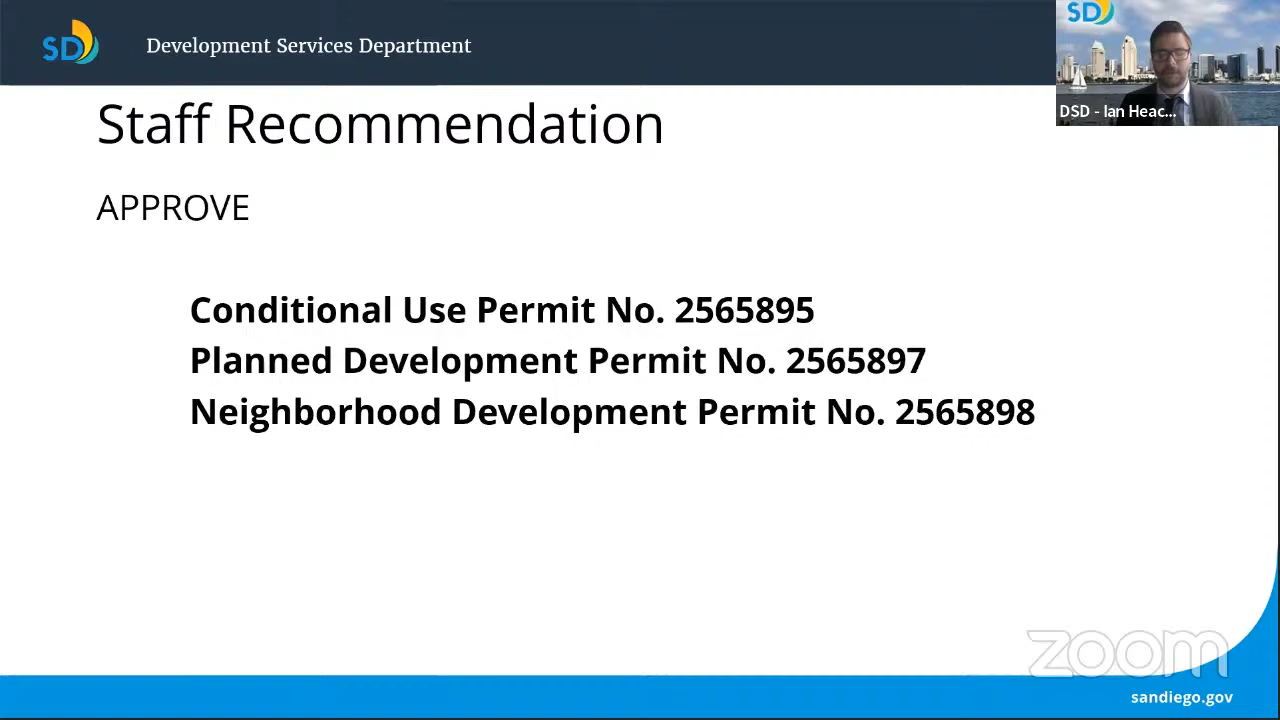 SD
Development Services Department
SD
DSD - Ian Heac...
Staff Recommendation
APPROVE
Conditional Use Permit No. 2565895
Planned Development Permit No. 2565897
Neighborhood Development Permit No. 2565898
zoom
sandiego.gov